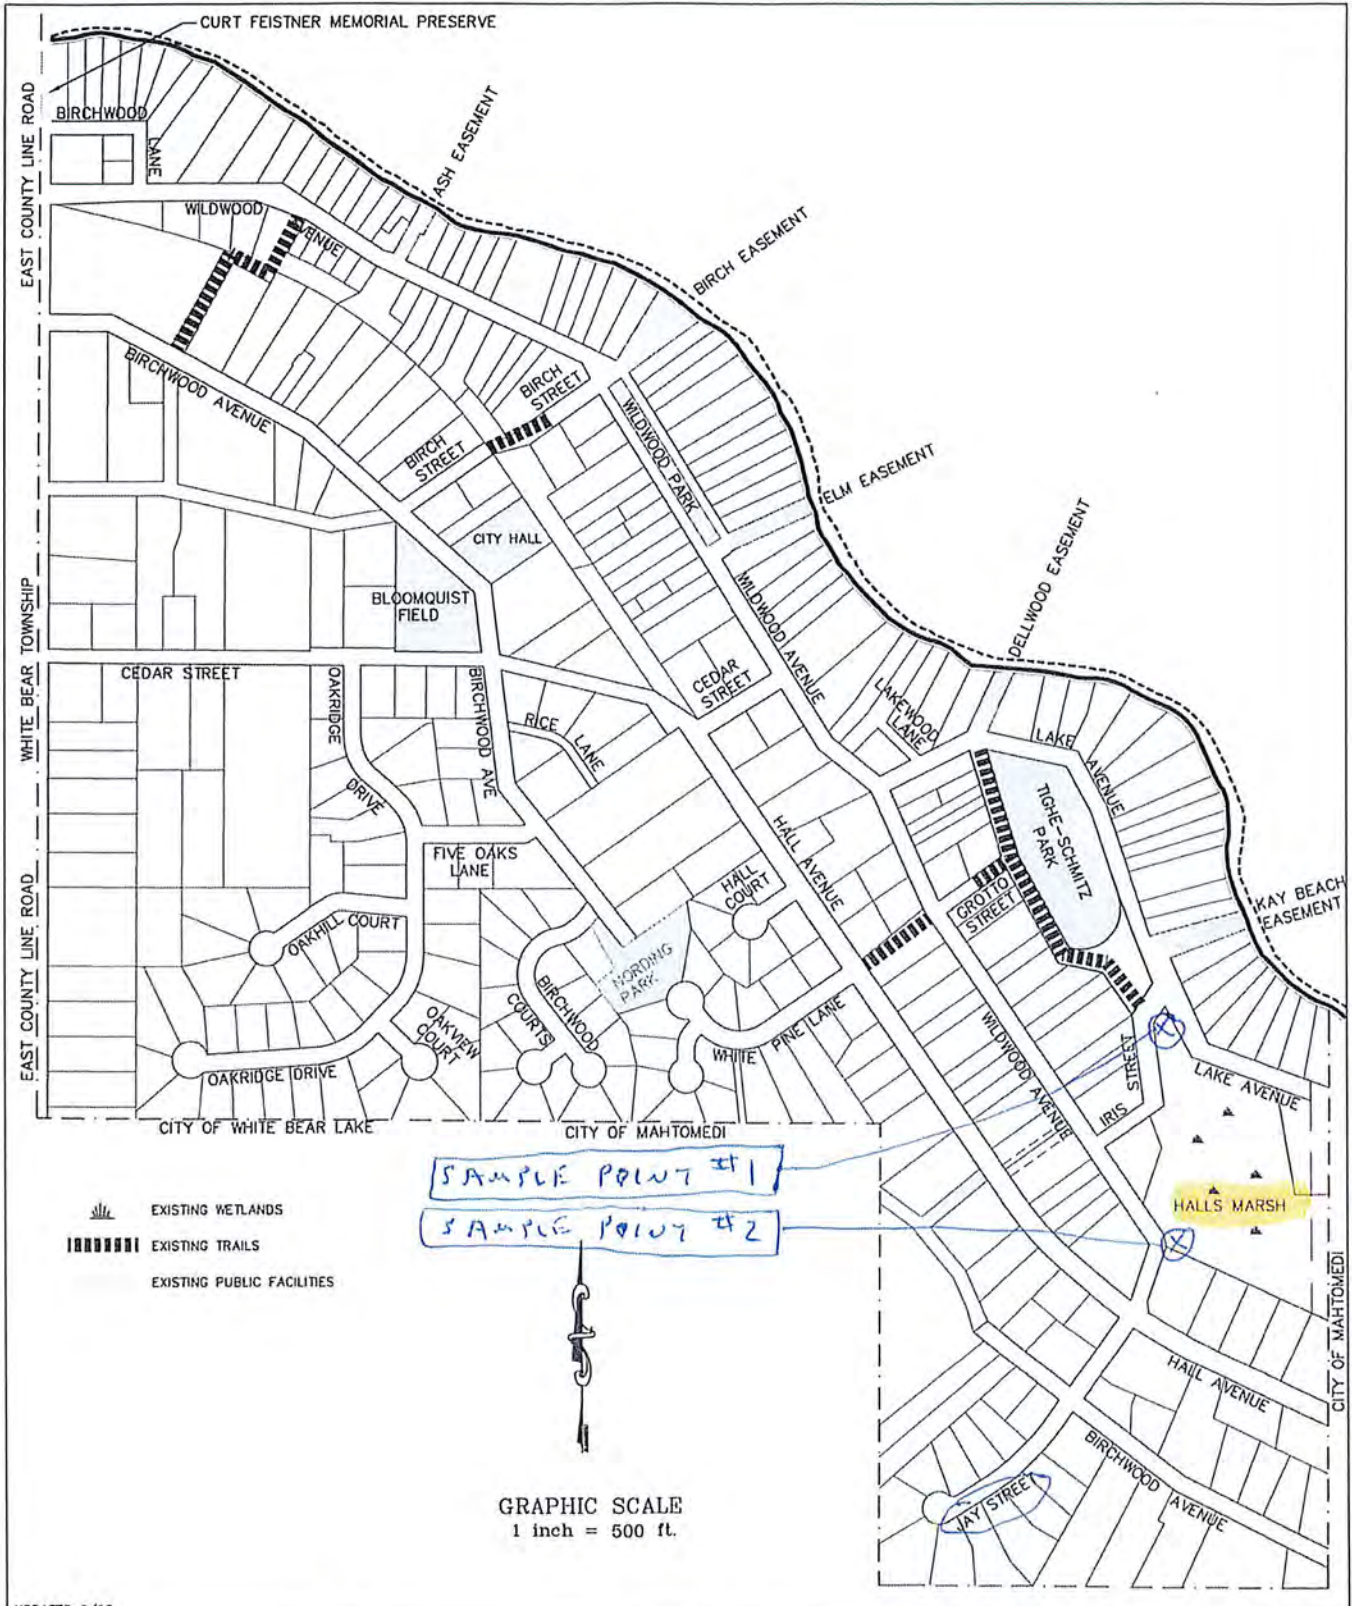 CURT FEISTNER MEMORIAL PRESERVE
EAST COUNTY LINE ROAD
BIRCHWOOD
LANE
ASH EASEMENT
WILDWOOD
AVENUE
BIRCH EASEMENT
BIRCHWOOD AVENUE
BIRCH
STREET
BIRCH
STREET
WILDWOOD PARK
ELM EASEMENT
CITY HALL
DELLWOOD EASEMENT
WHITE BEAR TOWNSHIP
BLOOMQUIST
FIELD
WILDWOOD AVENUE
CEDAR STREET
OAKRIDGE
DRIVE
BIRCHWOOD AVE
RICE
LANE
CEDAR
STREET
LAKEWOOD
LANE
LAKE
AVENUE
TIGHE-SCHMITZ
PARK
HALL AVENUE
FIVE OAKS
LANE
HALL
COURT
GROTTO
STREET
KAY BEACH
EASEMENT
EAST COUNTY LINE ROAD
OAKHILL COURT
NORDING
PARK
BIRCHWOOD
COURTS
OAKVIEW
COURT
WHITE
PINE LANE
WILDWOOD AVENUE
IRIS
STREET
LAKE AVENUE
OAKRIDGE DRIVE
CITY OF WHITE BEAR LAKE
CITY OF MAHTOMEDI
SAMPLE POINT #1
SAMPLE POINT #2
HALLS MARSH
CITY OF MAHTOMEDI
EXISTING WETLANDS
EXISTING TRAILS
EXISTING PUBLIC FACILITIES
HALL AVENUE
BIRCHWOOD AVENUE
JAY STREET
GRAPHIC SCALE
1 inch = 500 ft.